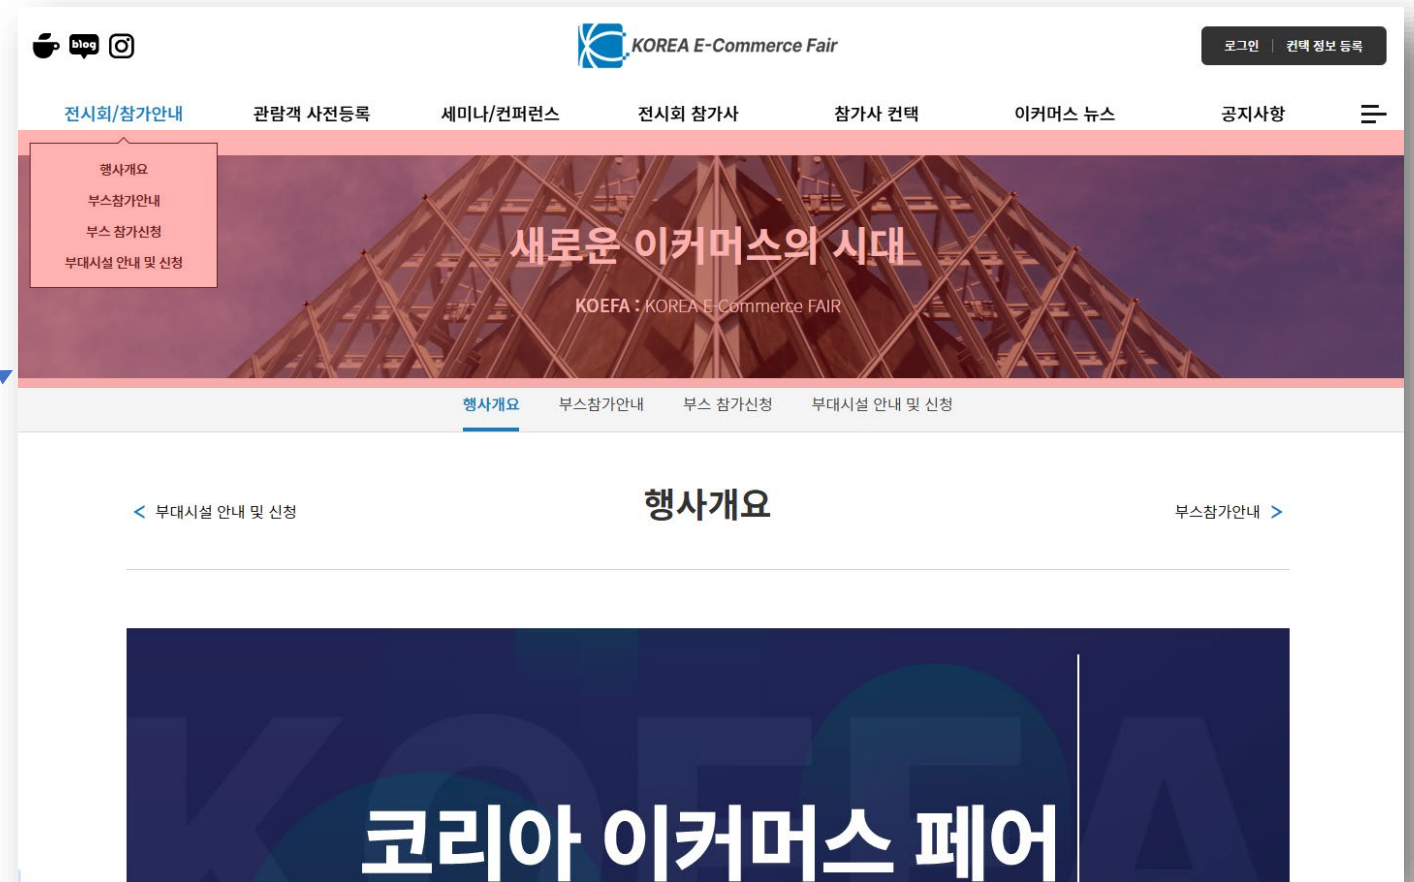 blog
KOREA E-Commerce Fair
로그인 | 컨택 정보 등록
전시회/참가안내 관람객 사전등록 세미나/컨퍼런스 전시회 참가사 참가사 컨택 이커머스 뉴스 공지사항
행사개요
부스참가안내
부스 참가신청
부대시설 안내 및 신청
새로운 이커머스의 시대
KOEFA : KOREA E-Commerce FAIR
행사개요 부스참가안내 부스 참가신청 부대시설 안내 및 신청
< 부대시설 안내 및 신청 행사개요 부스참가안내 >
KOEFA
코리아 이커머스 페어